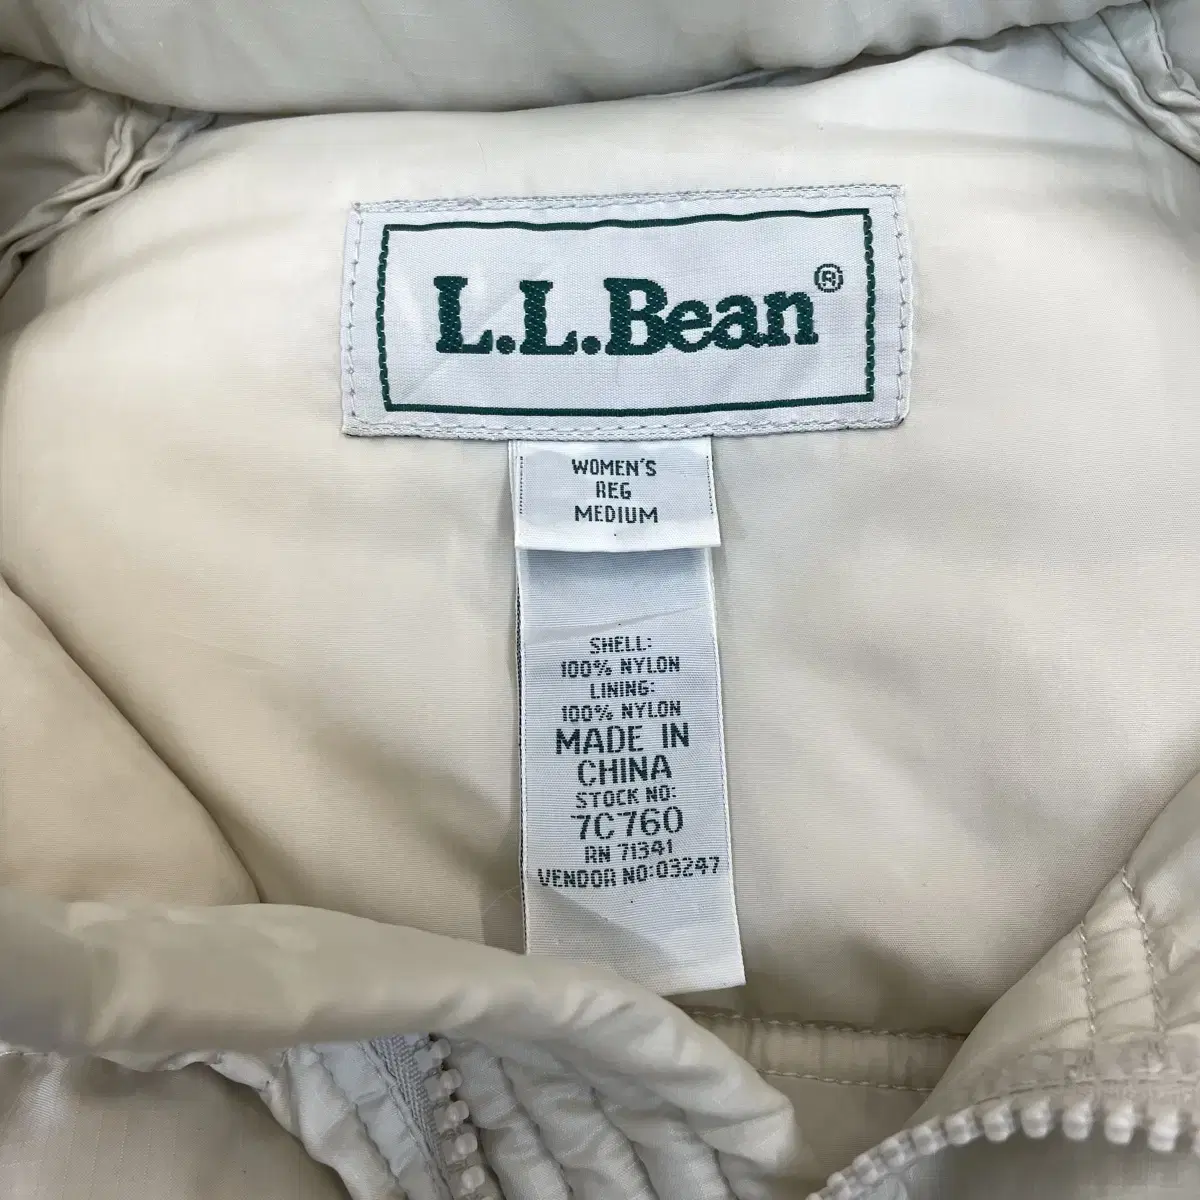 L.L.Bean®
WOMEN'S
REG
MEDIUM
SHELL:
100% NYLON
LINING:
100% NYLON
MADE IN
CHINA
STOCK NO:
7C760
RN 71341
VENDOR NO:03247